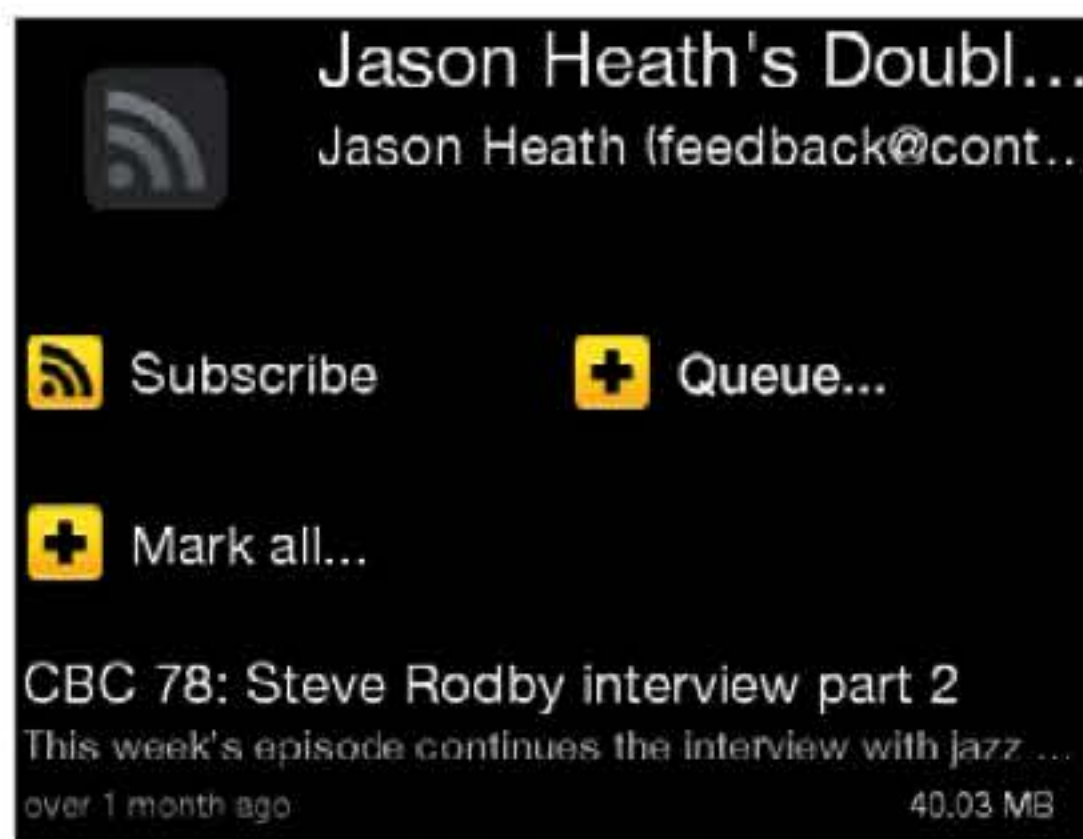 Jason Heath's Doubl...
Jason Heath (feedback@cont...
Subscribe
Queue...
Mark all...
CBC 78: Steve Rodby interview part 2
This week's episode continues the interview with jazz ...
over 1 month ago
40.03 MB